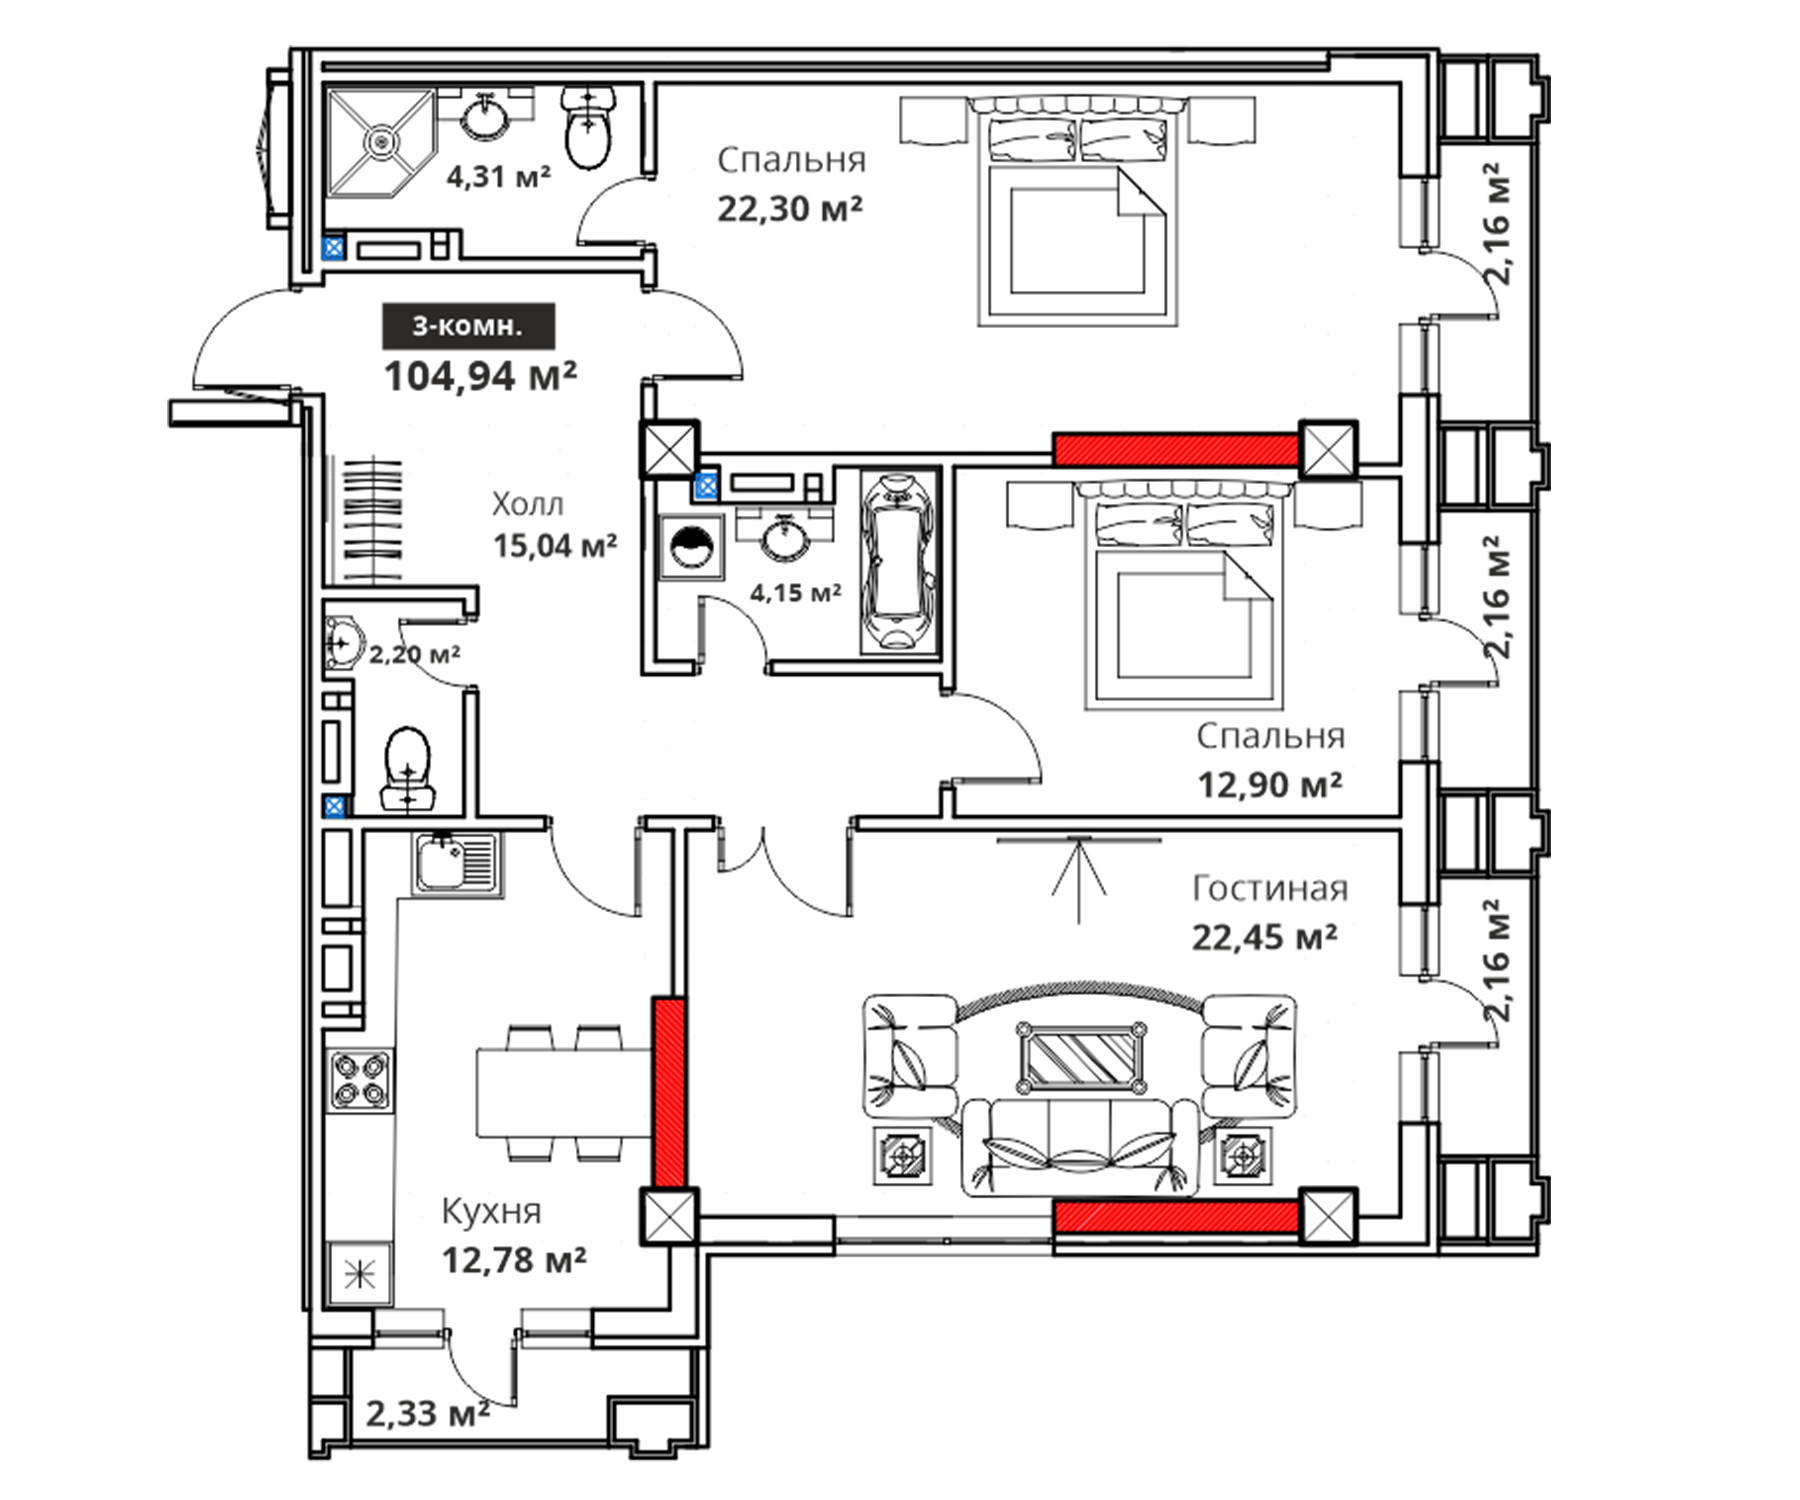 4,31 м²
Спальня
22,30 м²
2,16 м²
3-комн.
104,94 м²
Холл
15,04 м²
4,15 м²
2,20 м²
2,16 м²
Спальня
12,90 м²
Гостиная
22,45 м²
2,16 м²
Кухня
12,78 м²
2,33 м²